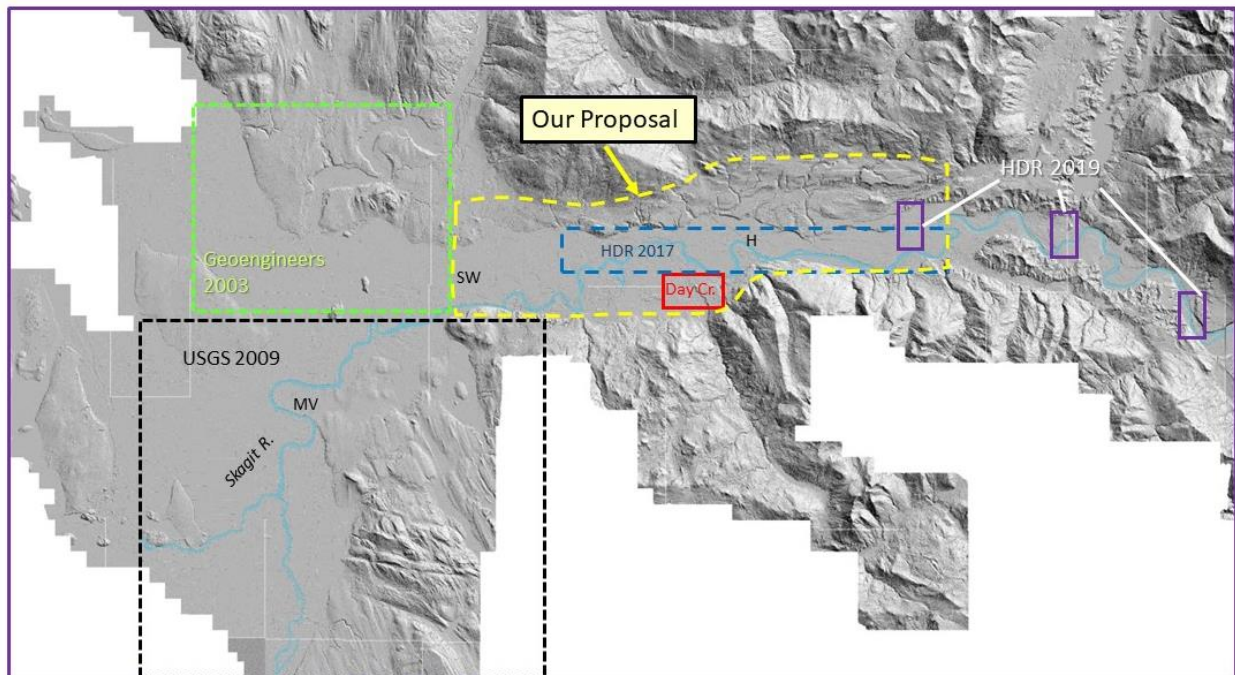 Our Proposal
HDR 2019
HDR 2017
H
Geoengineers
2003
SW
Day Cr.
USGS 2009
MV
Skagit R.